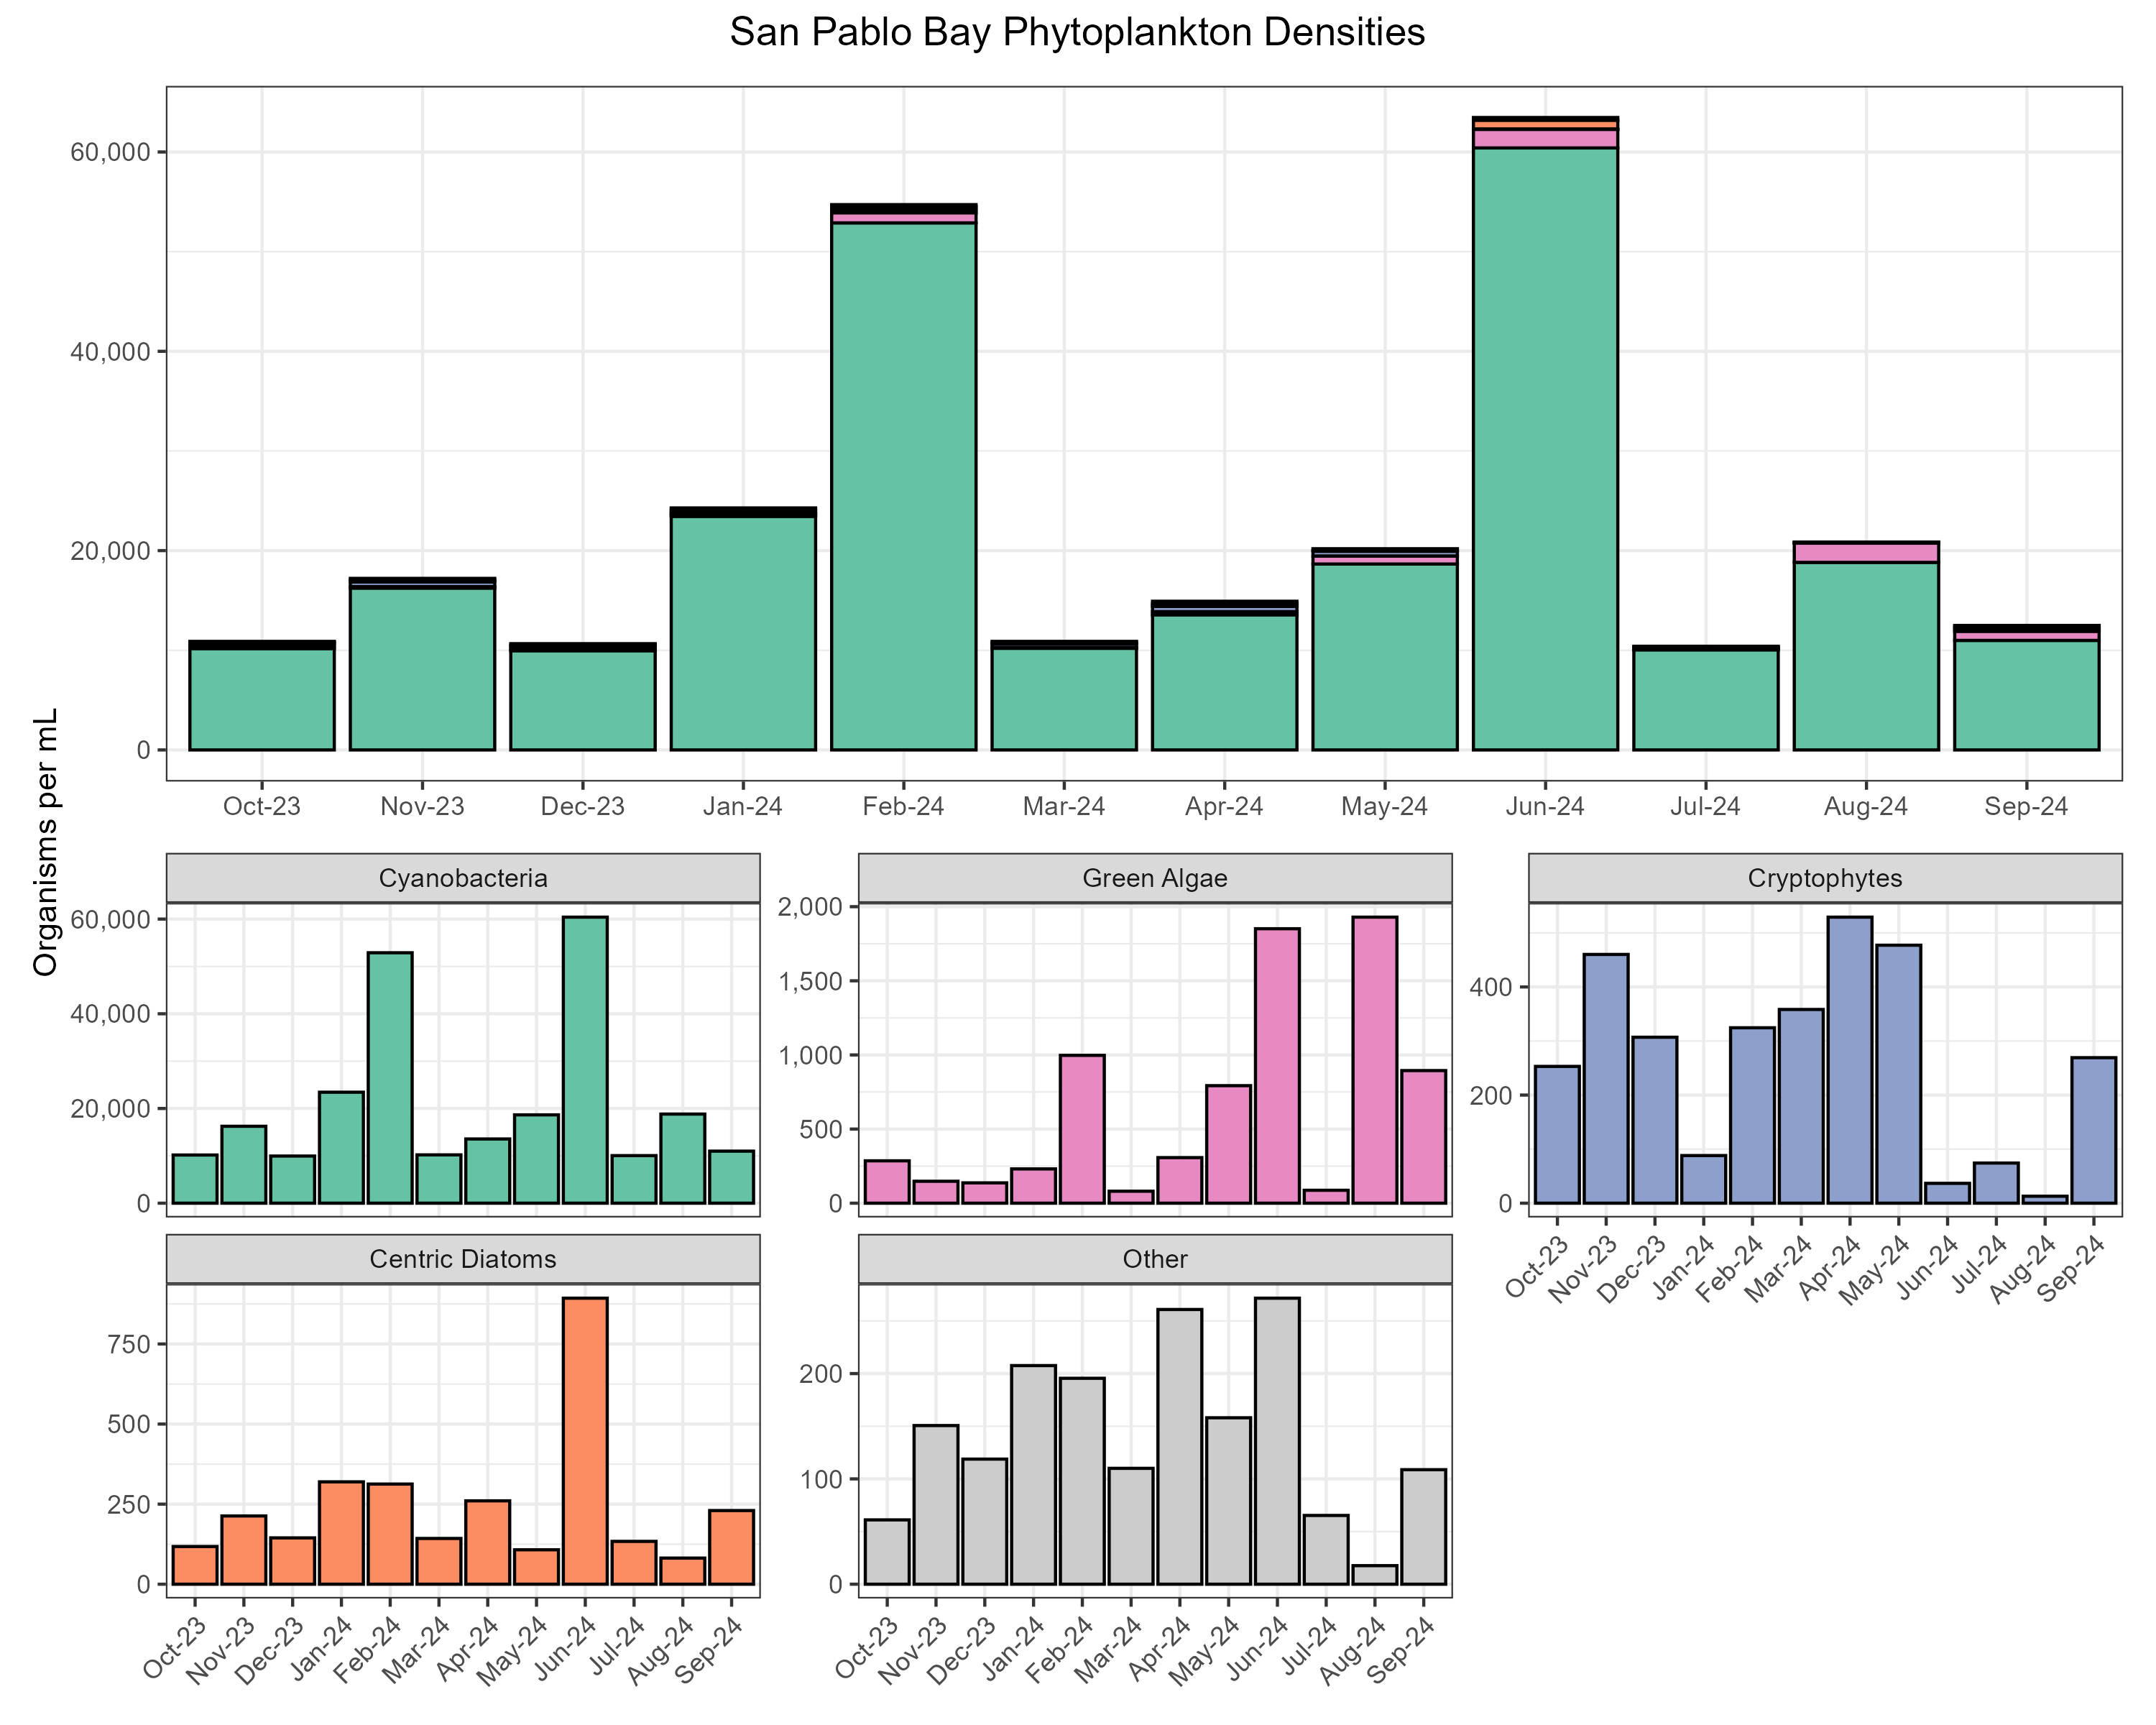 San Pablo Bay Phytoplankton Densities
Organisms per mL
60,000
40,000
20,000
0
Oct-23 Nov-23 Dec-23 Jan-24 Feb-24 Mar-24 Apr-24 May-24 Jun-24 Jul-24 Aug-24 Sep-24
Cyanobacteria
60,000
40,000
20,000
0
Green Algae
2,000
1,500
1,000
500
0
Cryptophytes
400
200
0
Oct-23 Nov-23 Dec-23 Jan-24 Feb-24 Mar-24 Apr-24 May-24 Jun-24 Jul-24 Aug-24 Sep-24
Centric Diatoms
750
500
250
0
Oct-23 Nov-23 Dec-23 Jan-24 Feb-24 Mar-24 Apr-24 May-24 Jun-24 Jul-24 Aug-24 Sep-24
Other
200
100
0
Oct-23 Nov-23 Dec-23 Jan-24 Feb-24 Mar-24 Apr-24 May-24 Jun-24 Jul-24 Aug-24 Sep-24